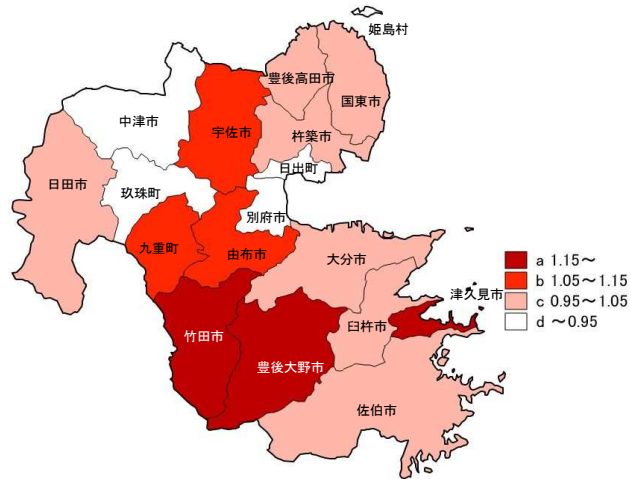 姫島村
豊後高田市
国東市
中津市
宇佐市
杵築市
日出町
日田市
玖珠町
別府市
九重町
由布市
大分市
a 1.15～
b 1.05～1.15
c 0.95～1.05
d ～0.95
津久見市
臼杵市
竹田市
豊後大野市
佐伯市